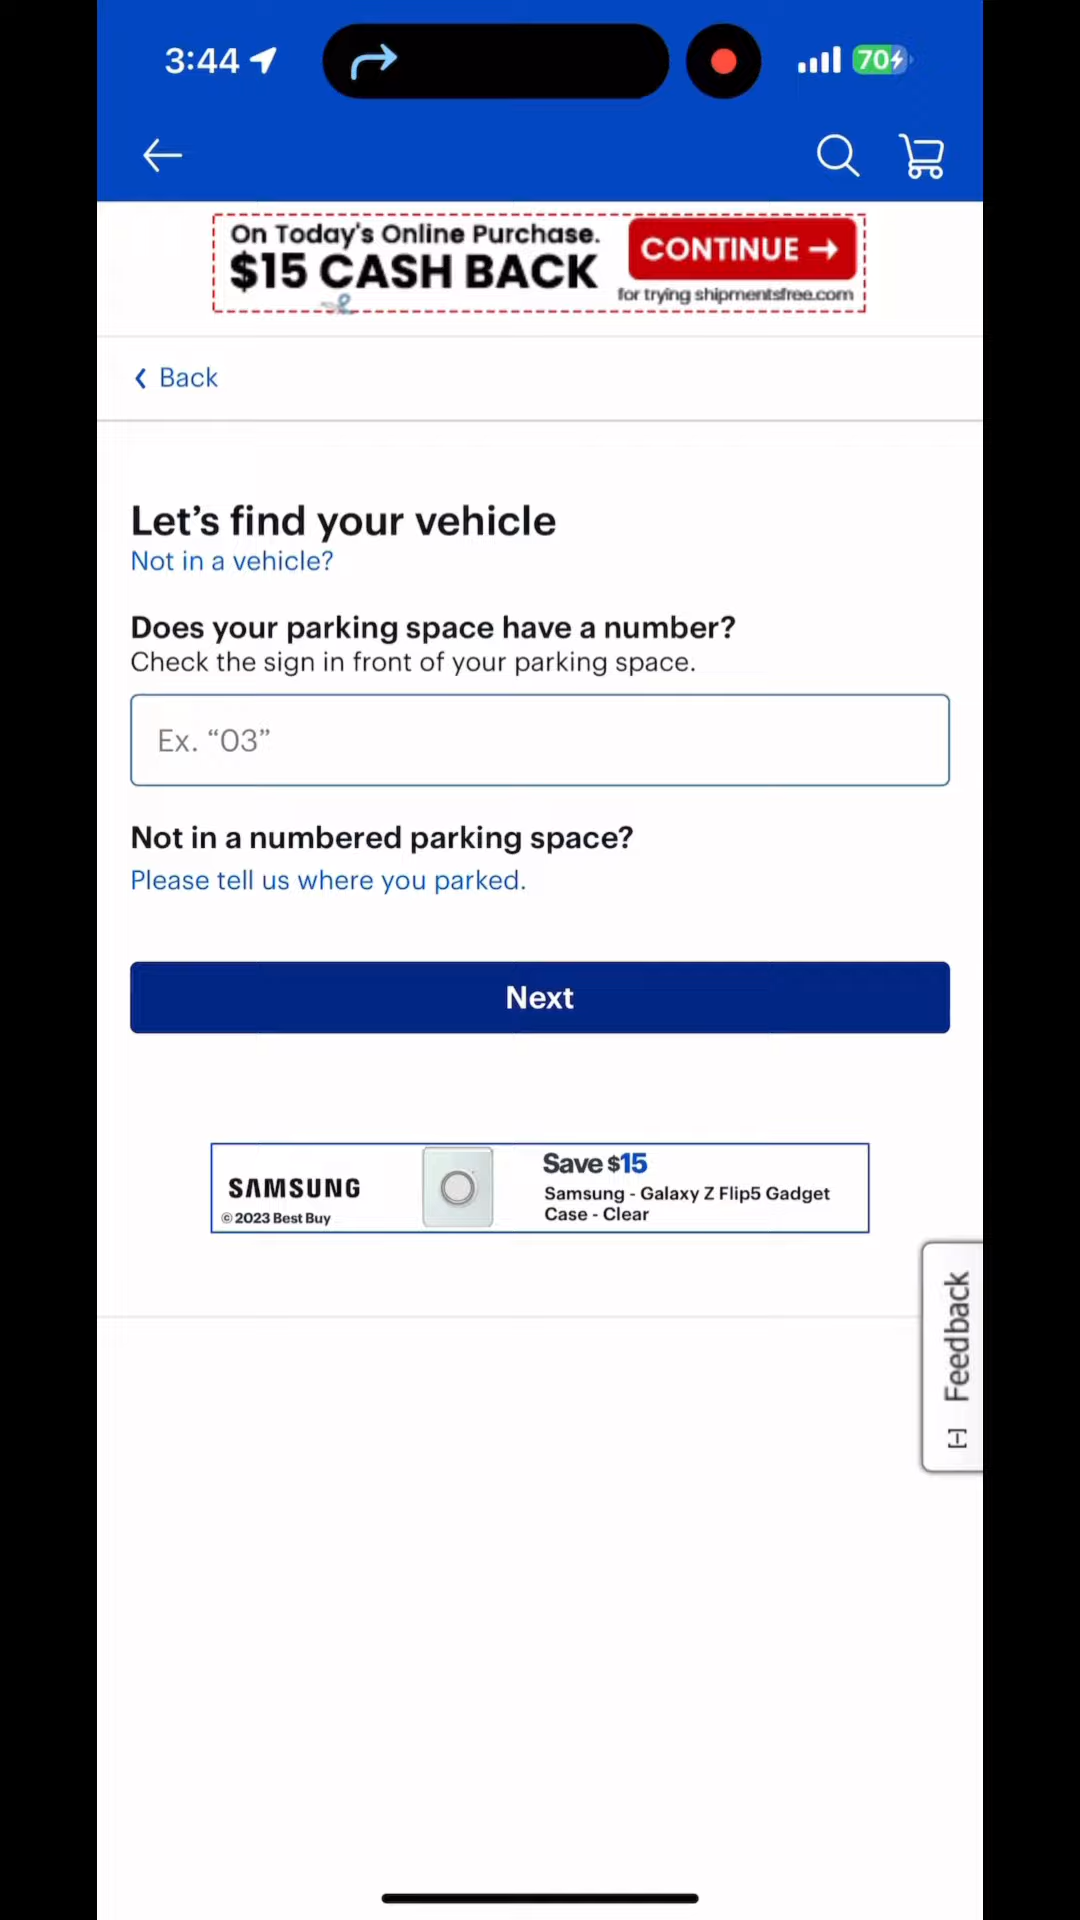 3:44
70
On Today's Online Purchase.
$15 CASH BACK
CONTINUE →
for trying shipmentsfree.com
Back
Let's find your vehicle
Not in a vehicle?
Does your parking space have a number?
Check the sign in front of your parking space.
Ex. “03”
Not in a numbered parking space?
Please tell us where you parked.
Next
SAMSUNG
© 2023 Best Buy
Save $15
Samsung - Galaxy Z Flip5 Gadget
Case - Clear
[-] Feedback